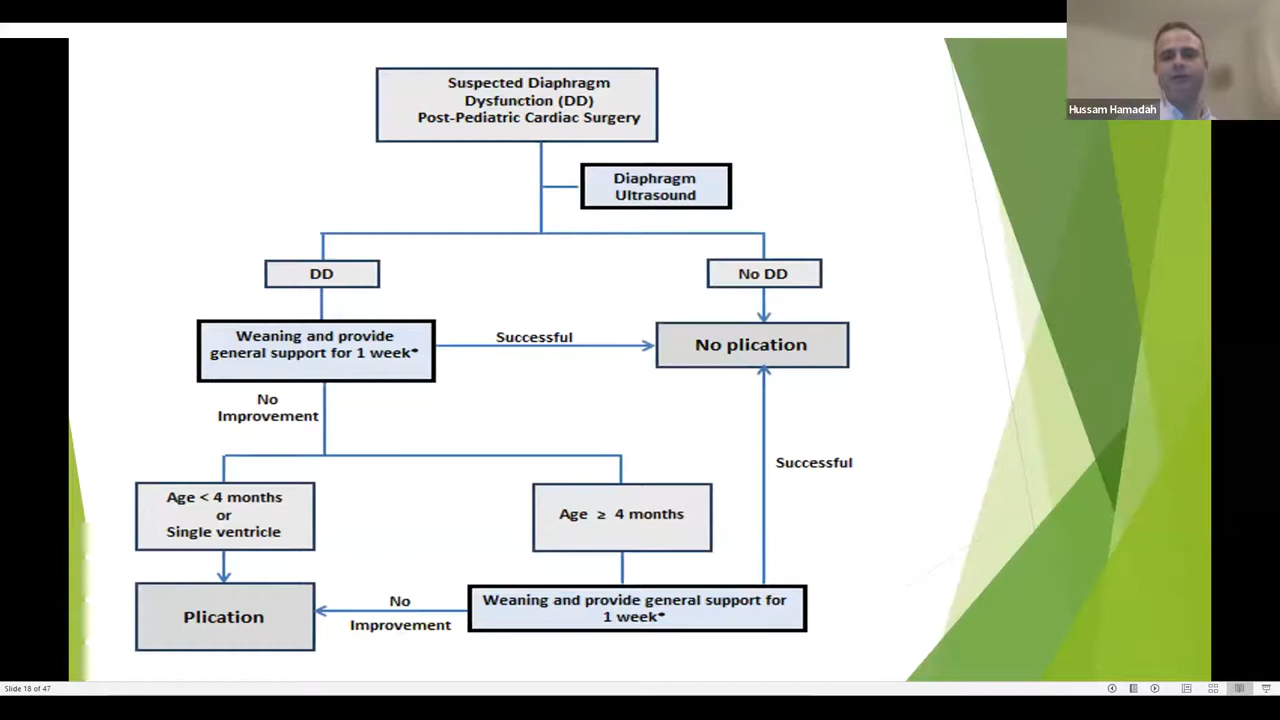 Hussam Hamadah
Suspected Diaphragm
Dysfunction (DD)
Post-Pediatric Cardiac Surgery
Diaphragm
Ultrasound
DD
No DD
Weaning and provide
general support for 1 week*
Successful
No plication
No
Improvement
Successful
Age < 4 months
or
Single ventricle
Age ≥ 4 months
Plication
No
Improvement
Weaning and provide general support for
1 week*
Slide 18 of 47